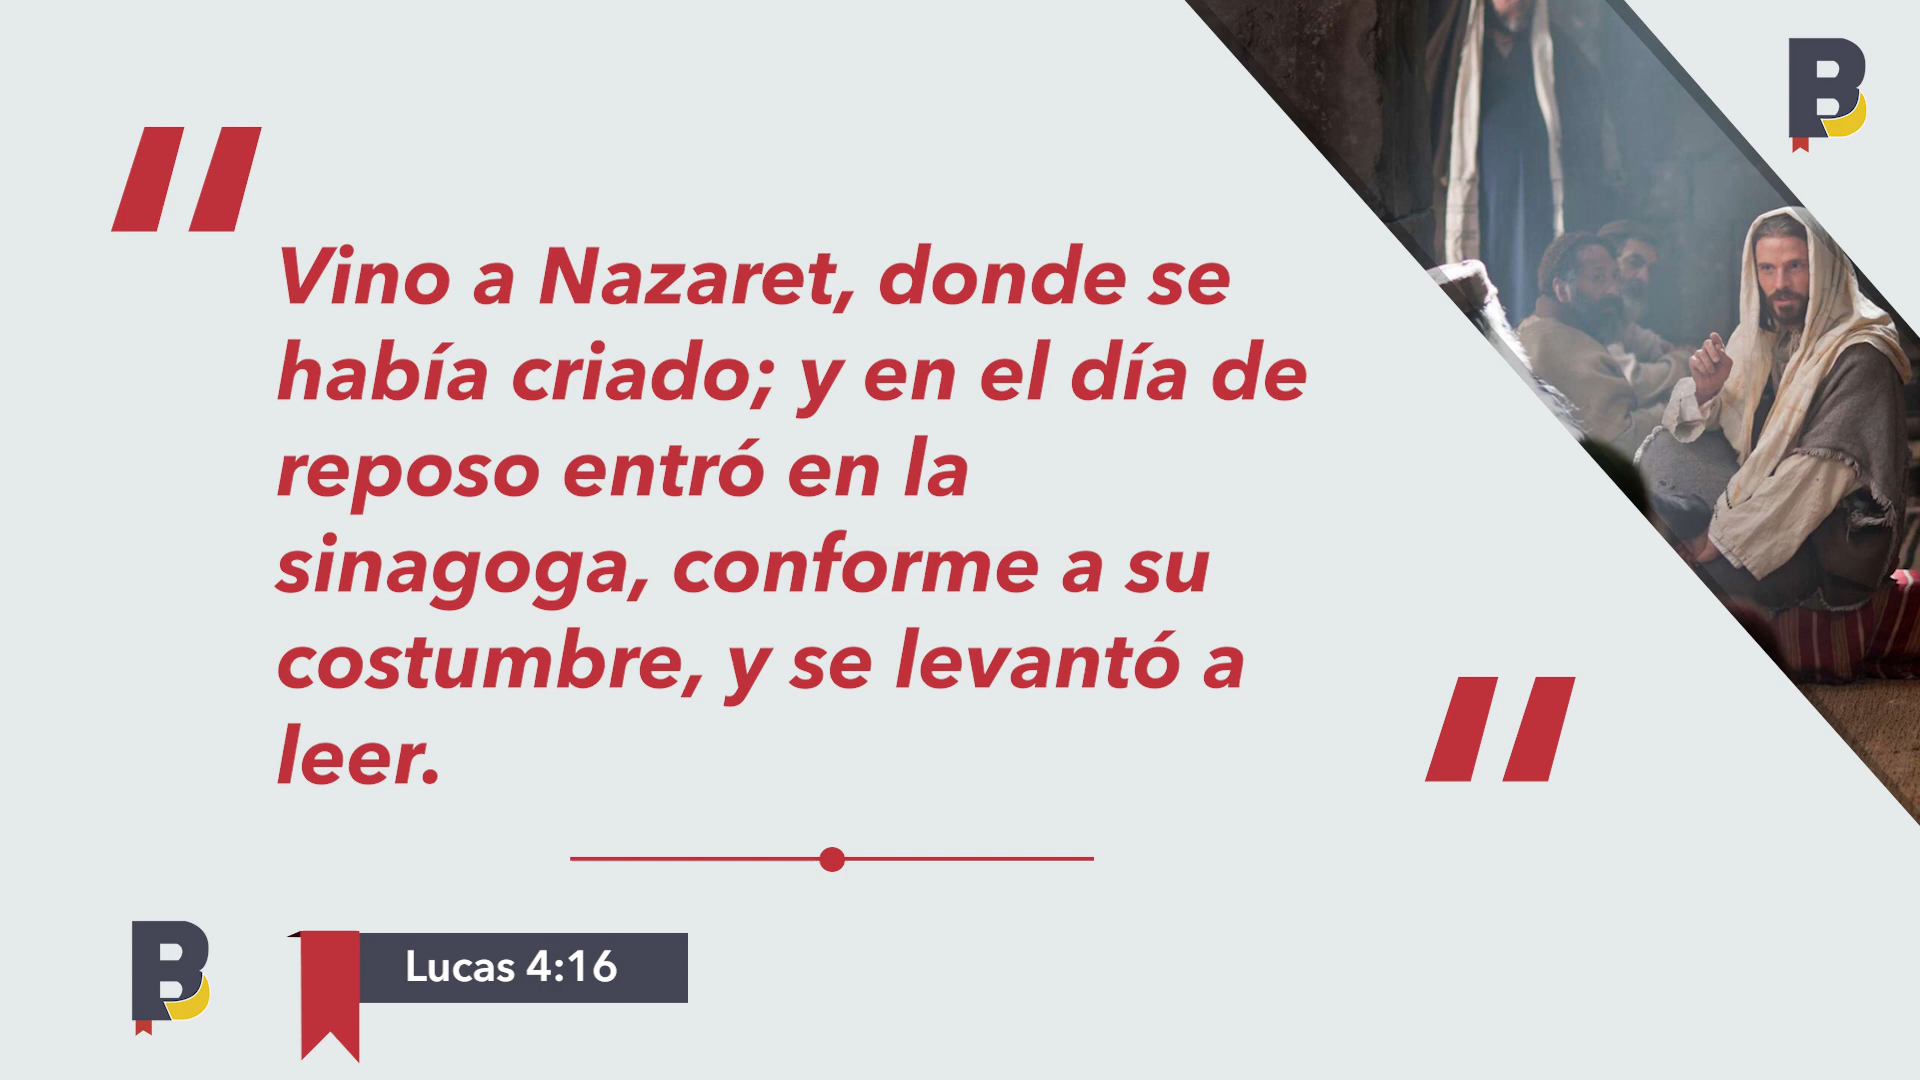 Vino a Nazaret, donde se
había criado; y en el día de
reposo entró en la
sinagoga, conforme a su
costumbre, y se levantó a
leer.
Lucas 4:16